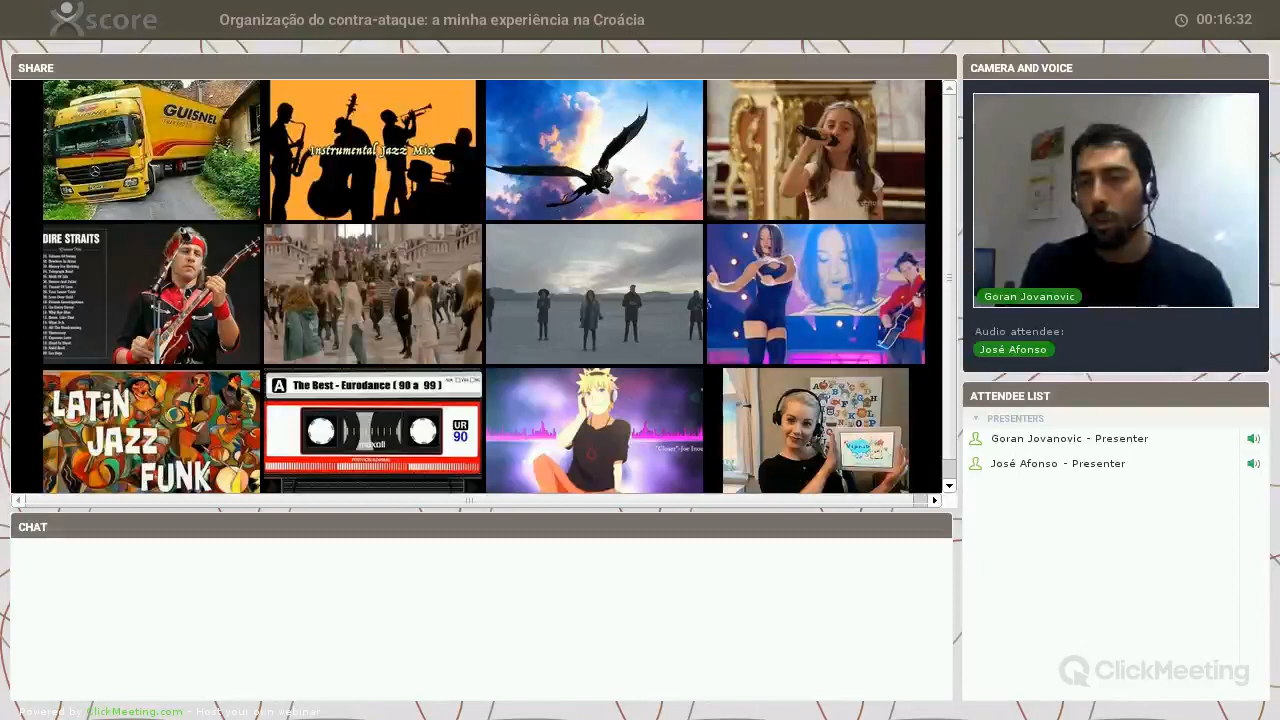 score
Organização do contra-ataque: a minha experiência na Croácia
00:16:32
SHARE
CAMERA AND VOICE
GUISNEL
Instrumental Jazz Mix
DIRE STRAITS
LATIN
JAZZ
FUNK
A The Best - Eurodance ( 90 a 99 )
maxell
UR
90
Goran Jovanovic
Audio attendee:
José Afonso
ATTENDEE LIST
PRESENTERS
Goran Jovanovic - Presenter
José Afonso - Presenter
CHAT
ClickMeeting
Powered by ClickMeeting.com - Host your own webinar